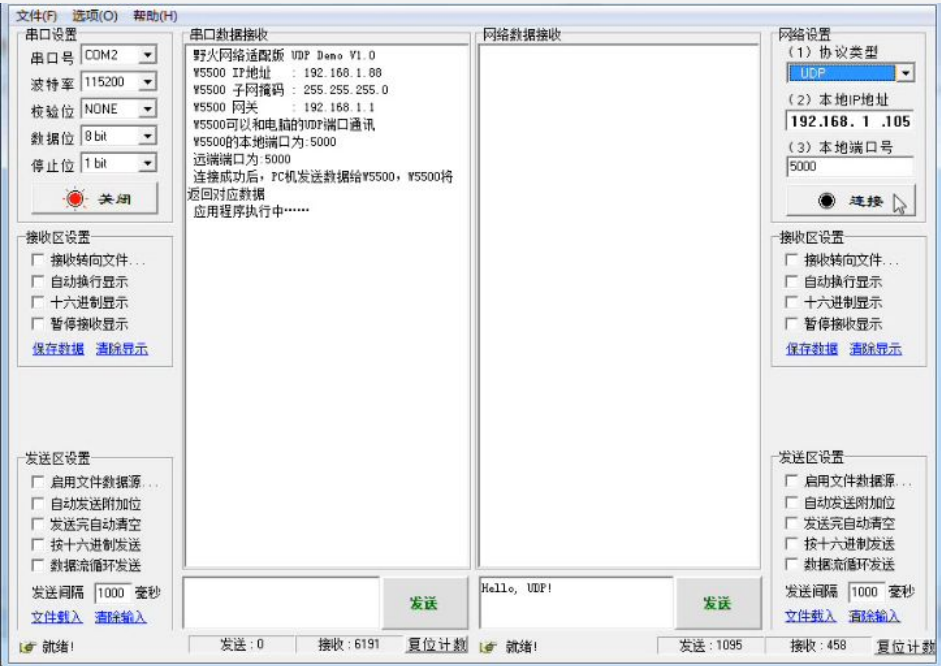 文件(F) 选项(O) 帮助(H)
串口设置
串口号 COM2
波特率 115200
校验位 NONE
数据位 8 bit
停止位 1 bit
关闭
接收区设置
接收转向文件...
自动换行显示
十六进制显示
暂停接收显示
保存数据 清除显示
发送区设置
启用文件数据源...
自动发送附加位
发送完自动清空
按十六进制发送
数据流循环发送
发送间隔 1000 毫秒
文件载入 清除输入
就绪!
串口数据接收
野火网络适配版 UDP Demo V1.0
W5500 IP地址 : 192.168.1.88
W5500 子网掩码 : 255.255.255.0
W5500 网关 : 192.168.1.1
W5500可以和电脑的UDP端口通讯
W5500的本地端口为:5000
远端端口为:5000
连接成功后，PC机发送数据给W5500，W5500将
返回对应数据
应用程序执行中……
发送
发送 : 0 接收 : 6191 复位计数
网络数据接收
Hello, UDP!
发送
就绪!
发送 : 1095 接收 : 458 复位计数
网络设置
(1) 协议类型
UDP
(2) 本地IP地址
192.168. 1 .105
(3) 本地端口号
5000
连接
接收区设置
接收转向文件...
自动换行显示
十六进制显示
暂停接收显示
保存数据 清除显示
发送区设置
启用文件数据源...
自动发送附加位
发送完自动清空
按十六进制发送
数据流循环发送
发送间隔 1000 毫秒
文件载入 清除输入